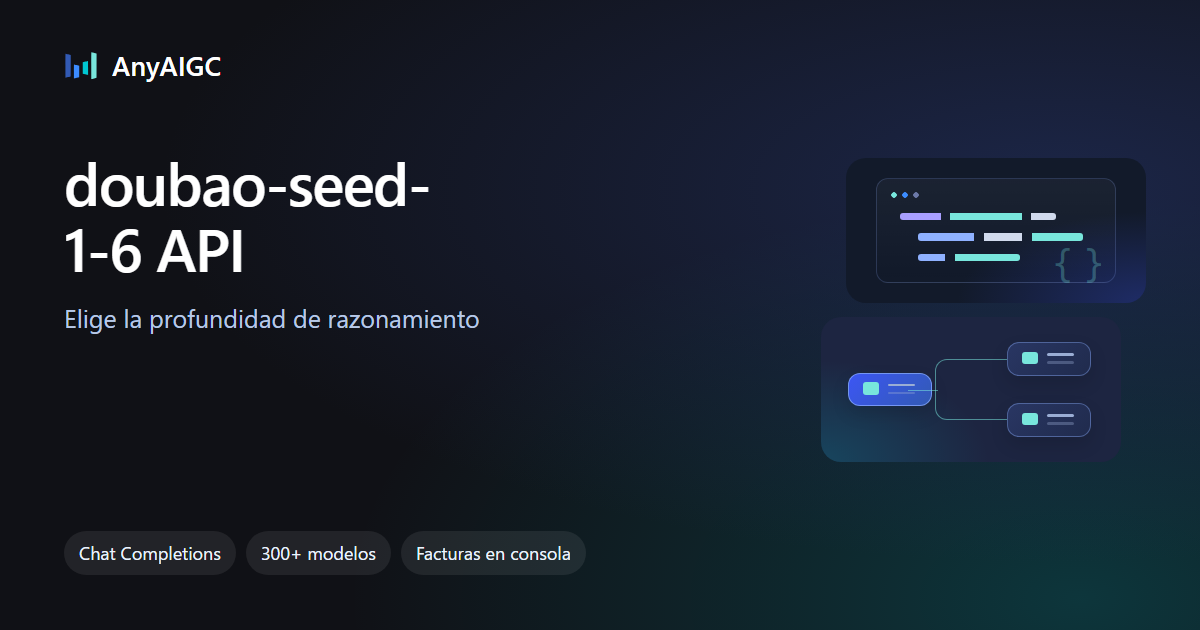 AnyAIGC
doubao-seed-
1-6 API
Elige la profundidad de razonamiento
{ }
Chat Completions
300+ modelos
Facturas en consola